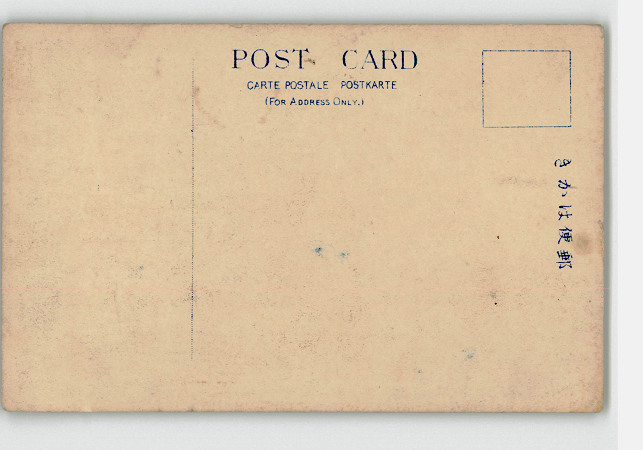 POST CARD
CARTE POSTALE POSTKARTE
(FOR ADDRESS ONLY.)
郵便はかき